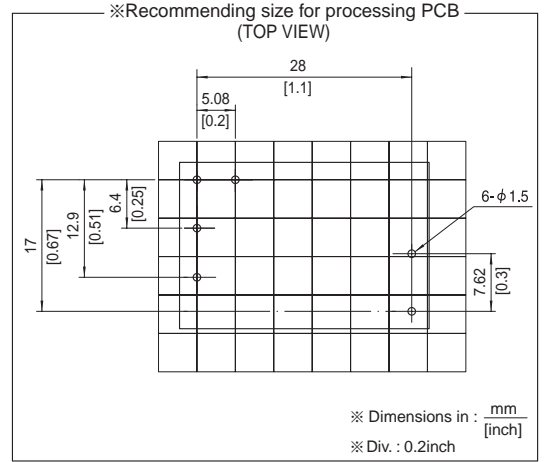 ※Recommending size for processing PCB
(TOP VIEW)
28
[1.1]
5.08
[0.2]
6-ϕ1.5
17
[0.67]
12.9
[0.51]
6.4
[0.25]
7.62
[0.3]
※ Dimensions in : mm
[inch]
※Div. : 0.2inch